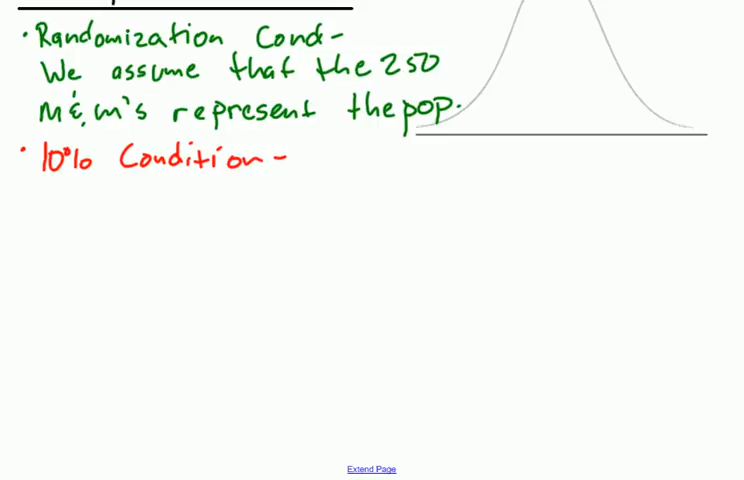 • Randomization Cond-
We assume that the 250
M&M's represent the pop.
• 10% Condition -
Extend Page